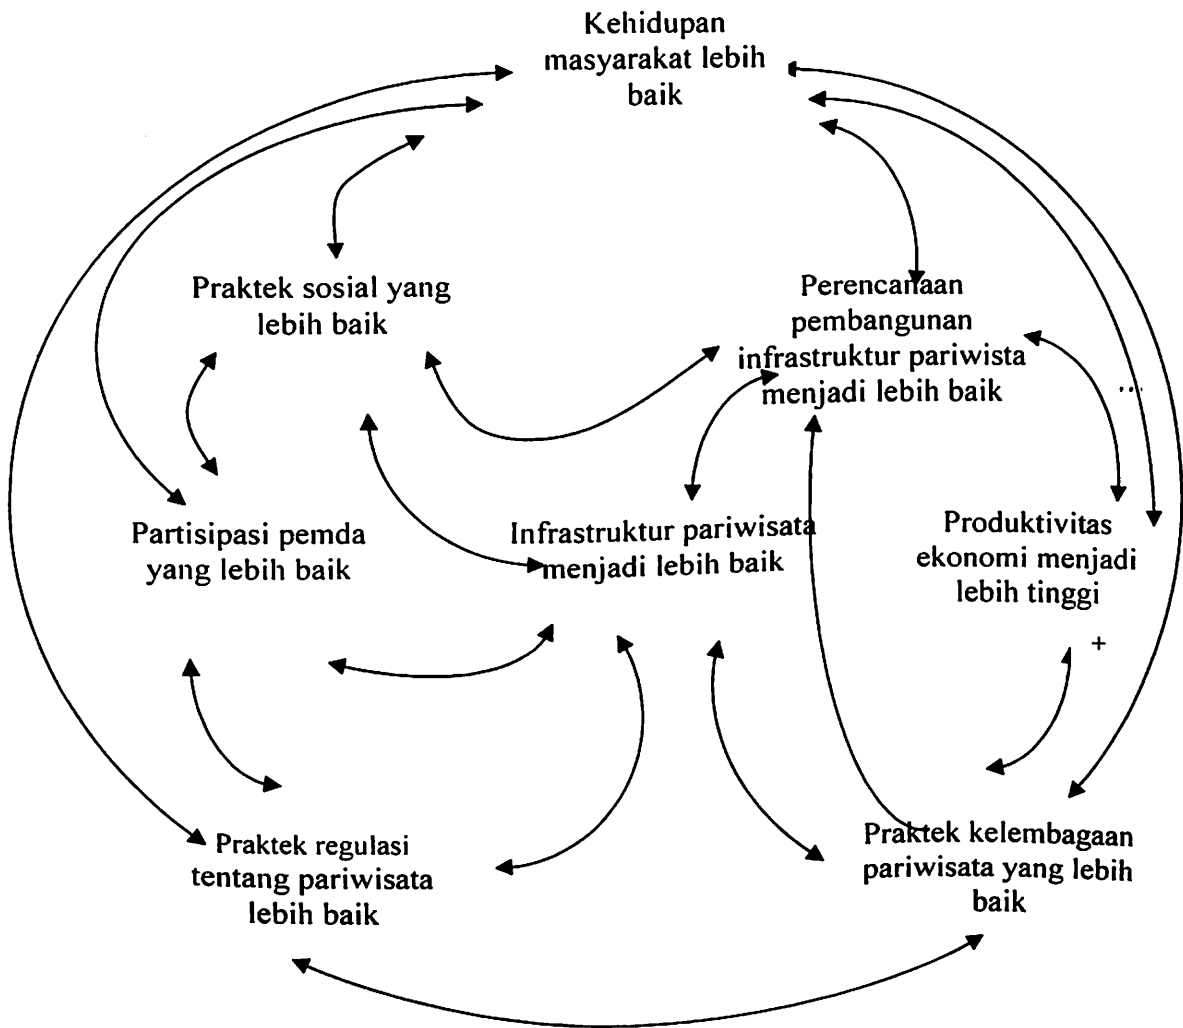 Kehidupan
masyarakat lebih
baik
Praktek sosial yang
lebih baik
Perencanaan
pembangunan
infrastruktur pariwista
menjadi lebih baik
...
Partisipasi pemda
yang lebih baik
Infrastruktur pariwisata
menjadi lebih baik
Produktivitas
ekonomi menjadi
lebih tinggi
+
Praktek regulasi
tentang pariwisata
lebih baik
Praktek kelembagaan
pariwisata yang lebih
baik